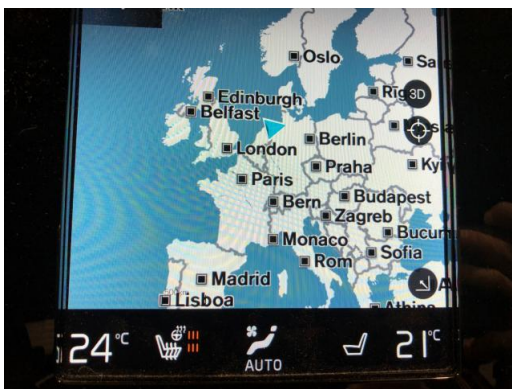 Oslo
Edinburgh
3D
Belfast
Berlin
London
Praha
Paris
Budapest
Bern
Zagreb
Monaco
Sofia
Rom
Madrid
Lisboa
24°C
21°C
AUTO